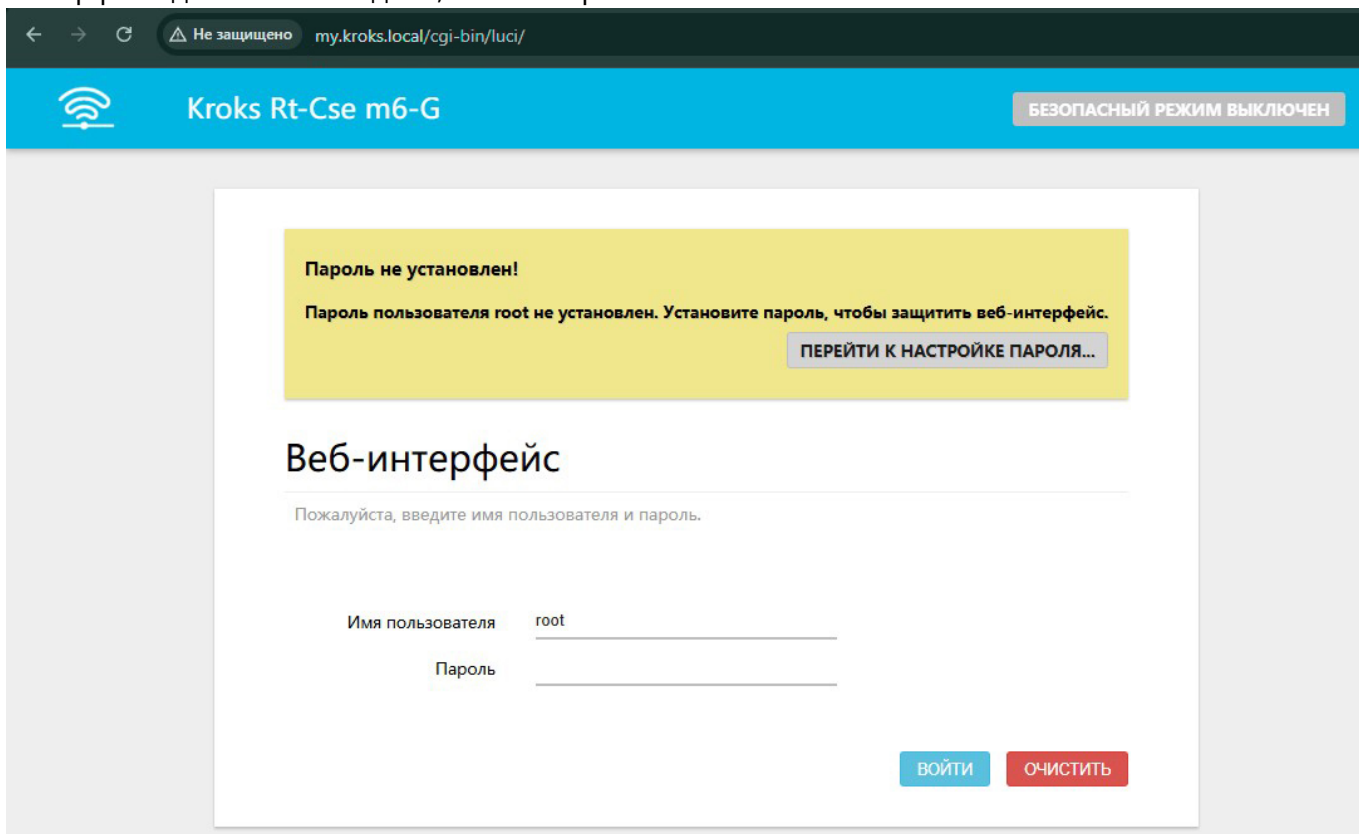 Не защищено my.kroks.local/cgi-bin/luci/
Kroks Rt-Cse m6-G
БЕЗОПАСНЫЙ РЕЖИМ ВЫКЛЮЧЕН
Пароль не установлен!
Пароль пользователя root не установлен. Установите пароль, чтобы защитить веб-интерфейс.
ПЕРЕЙТИ К НАСТРОЙКЕ ПАРОЛЯ...
Веб-интерфейс
Пожалуйста, введите имя пользователя и пароль.
Имя пользователя root
Пароль
ВОЙТИ ОЧИСТИТЬ